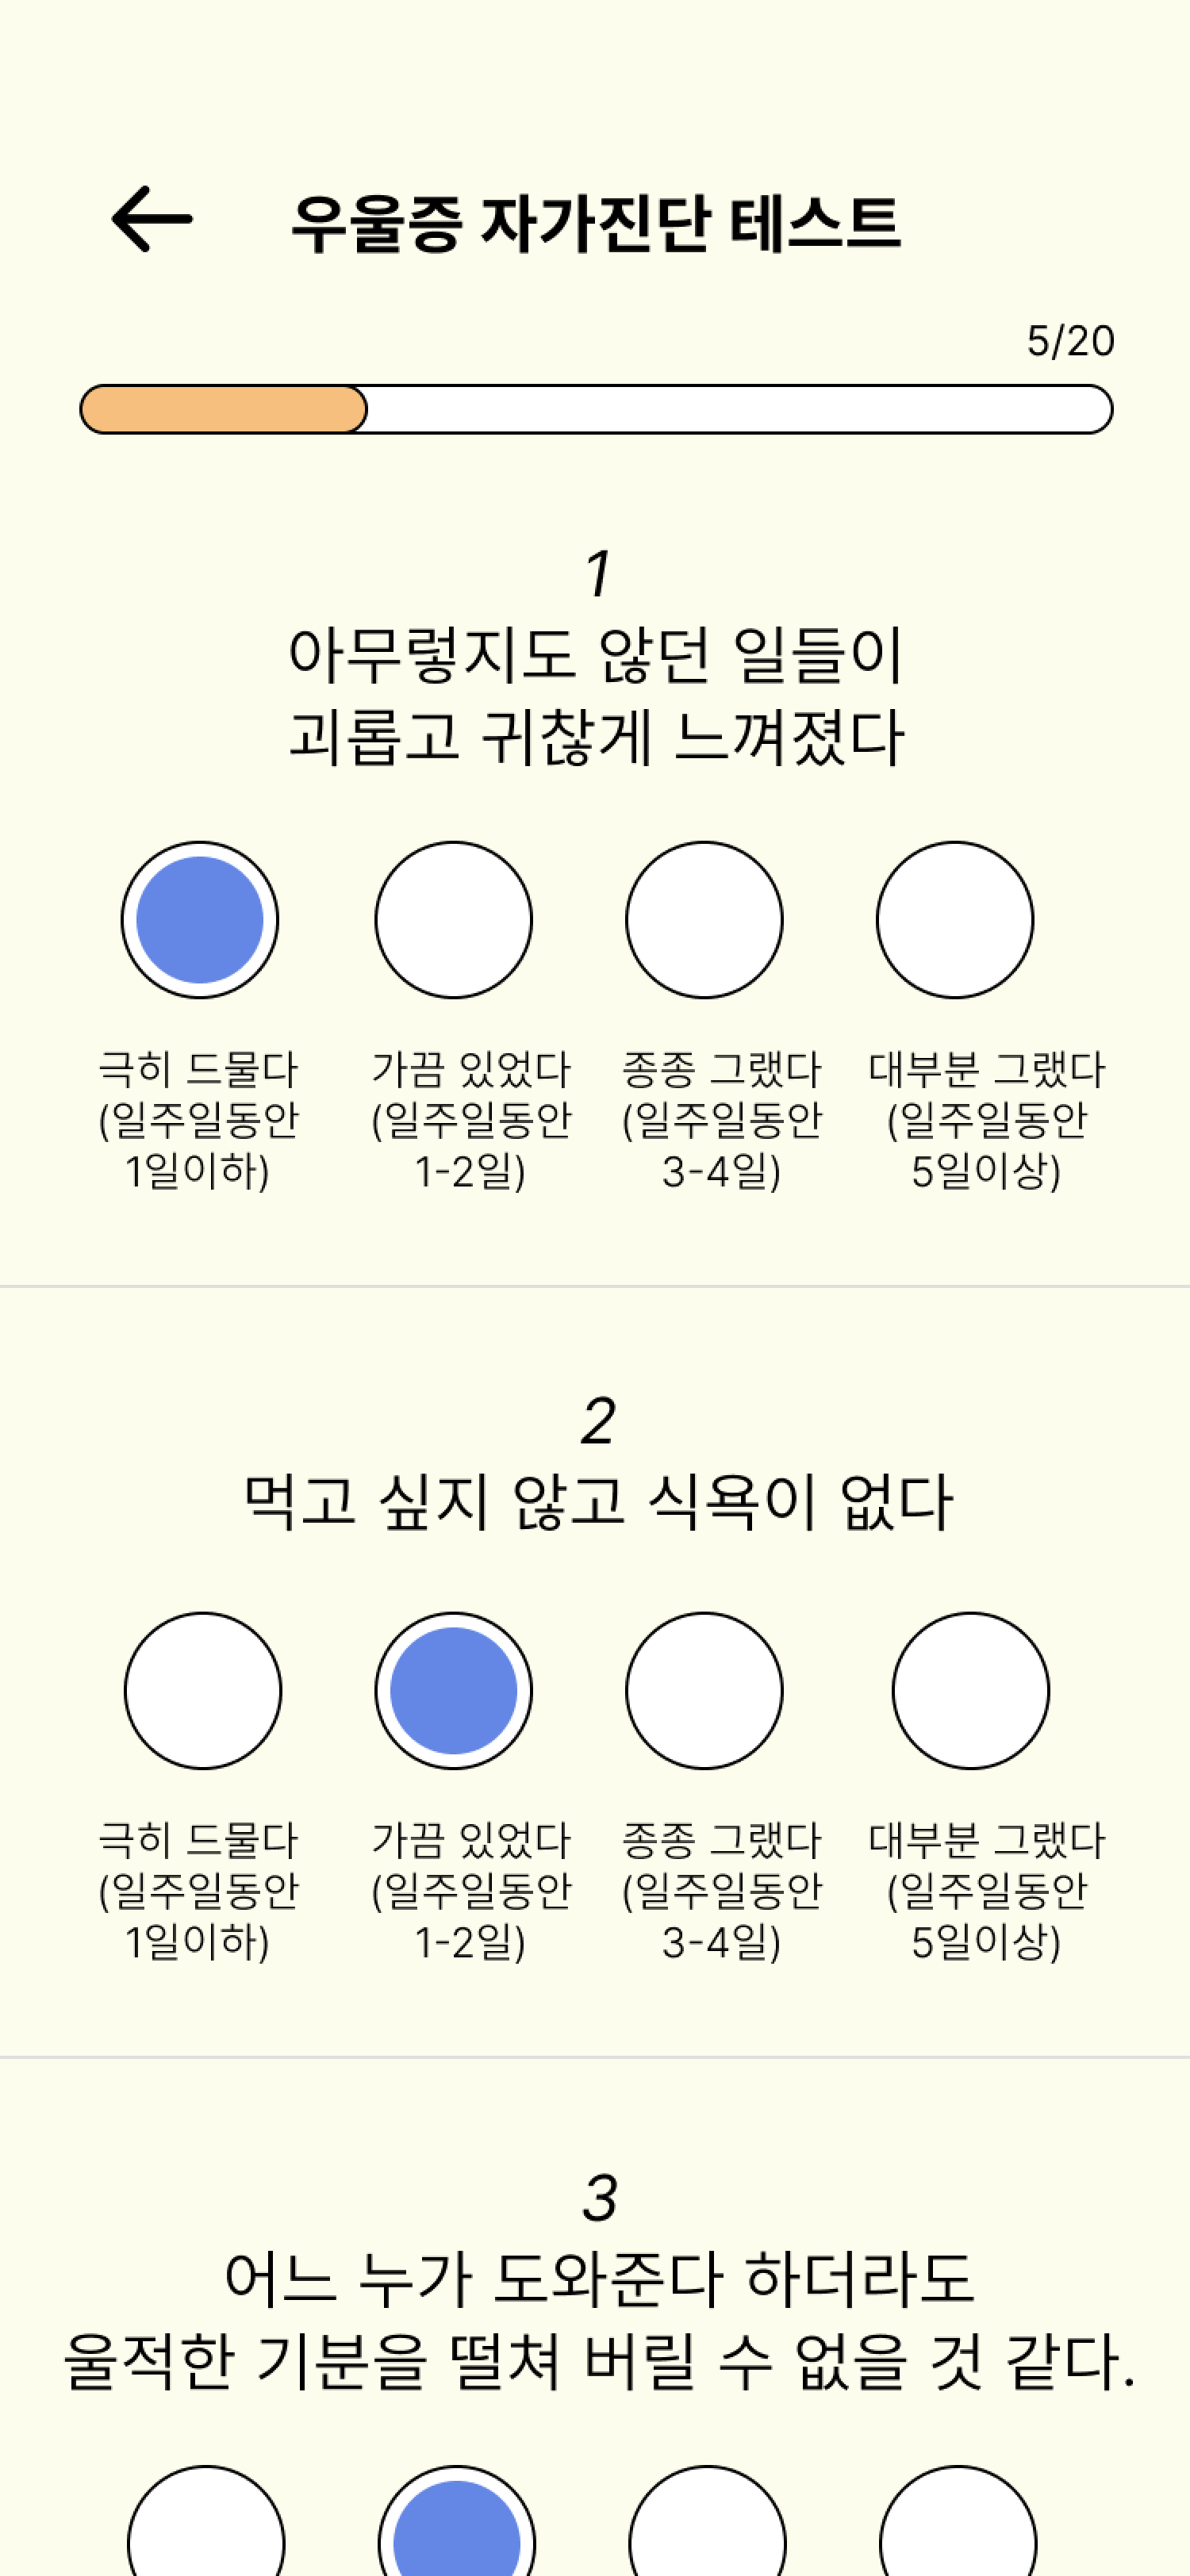 우울증 자가진단 테스트
5/20
1
아무렇지도 않던 일들이
괴롭고 귀찮게 느껴졌다
극히 드물다
(일주일동안
1일이하)
가끔 있었다
(일주일동안
1-2일)
종종 그랬다
(일주일동안
3-4일)
대부분 그랬다
(일주일동안
5일이상)
2
먹고 싶지 않고 식욕이 없다
극히 드물다
(일주일동안
1일이하)
가끔 있었다
(일주일동안
1-2일)
종종 그랬다
(일주일동안
3-4일)
대부분 그랬다
(일주일동안
5일이상)
3
어느 누가 도와준다 하더라도
울적한 기분을 떨쳐 버릴 수 없을 것 같다.